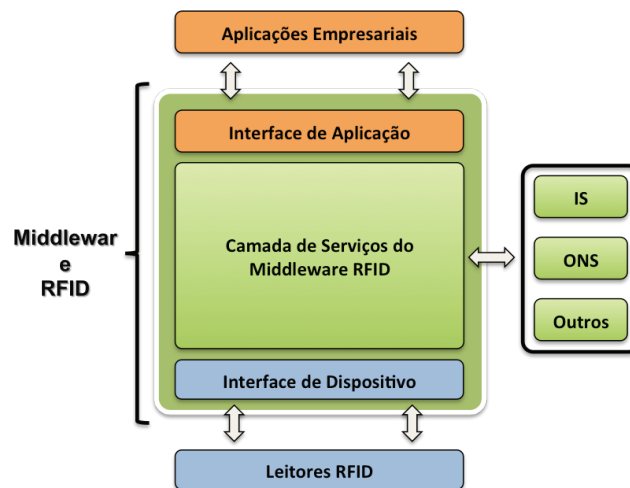 Aplicações Empresariais
Interface de Aplicação
Camada de Serviços do
Middleware RFID
Middlewar
e
RFID
IS
ONS
Outros
Interface de Dispositivo
Leitores RFID